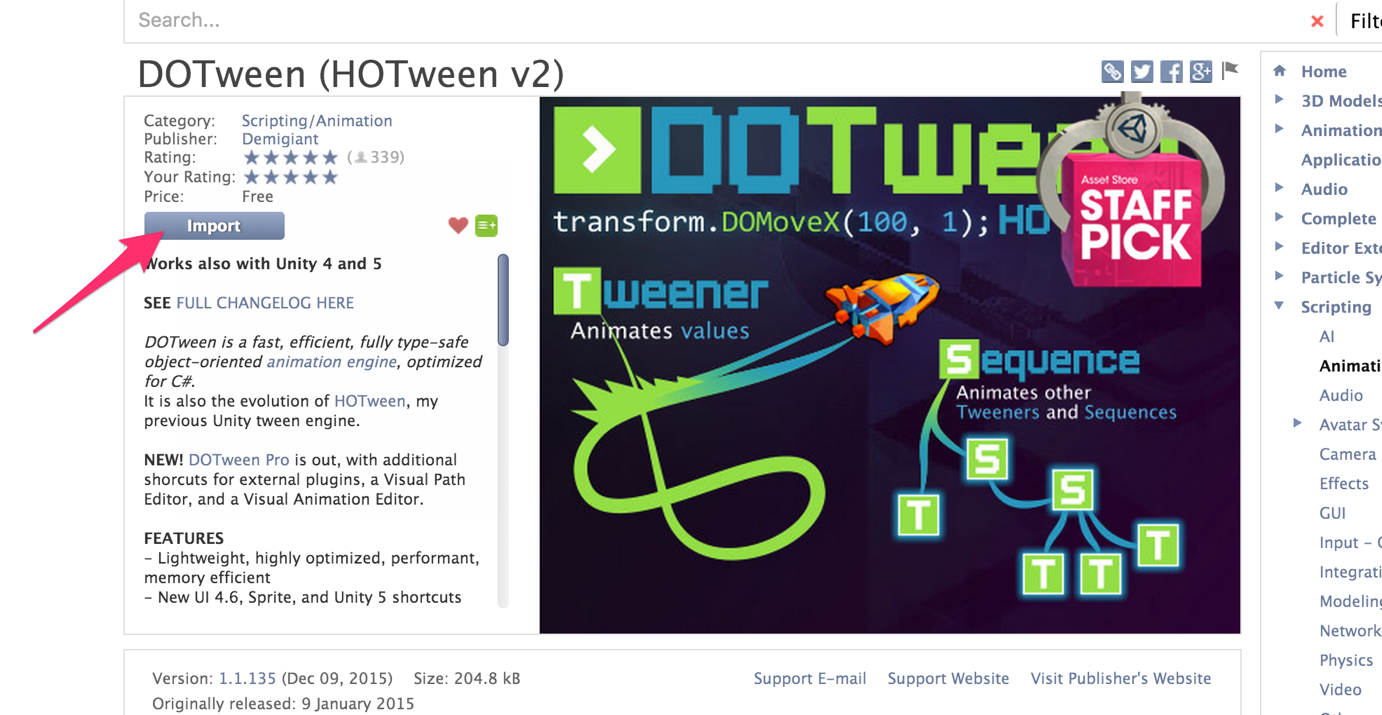 Search...
Filt
DOTween (HOTween v2)
Category: Scripting/Animation
Publisher: Demigiant
Rating: (339)
Your Rating:
Price: Free
Import
Works also with Unity 4 and 5
SEE FULL CHANGELOG HERE
DOTween is a fast, efficient, fully type-safe
object-oriented animation engine, optimized
for C#.
It is also the evolution of HOTween, my
previous Unity tween engine.
NEW! DOTween Pro is out, with additional
shorcuts for external plugins, a Visual Path
Editor, and a Visual Animation Editor.
FEATURES
- Lightweight, highly optimized, performant,
memory efficient
- New UI 4.6, Sprite, and Unity 5 shortcuts
DOTween
transform.DOMoveX(100, 1); HO
Asset Store
STAFF
PICK
Tweener
Animates values
Sequence
Animates other
Tweeners and Sequences
S
S
T
T
T
T
Home
3D Models
Animation
Applicatio
Audio
Complete
Editor Exte
Particle Sy
Scripting
AI
Animati
Audio
Avatar Sy
Camera
Effects
GUI
Input - C
Integrati
Modeling
Network
Physics
Video
Version: 1.1.135 (Dec 09, 2015) Size: 204.8 kB
Support E-mail Support Website Visit Publisher's Website
Originally released: 9 January 2015